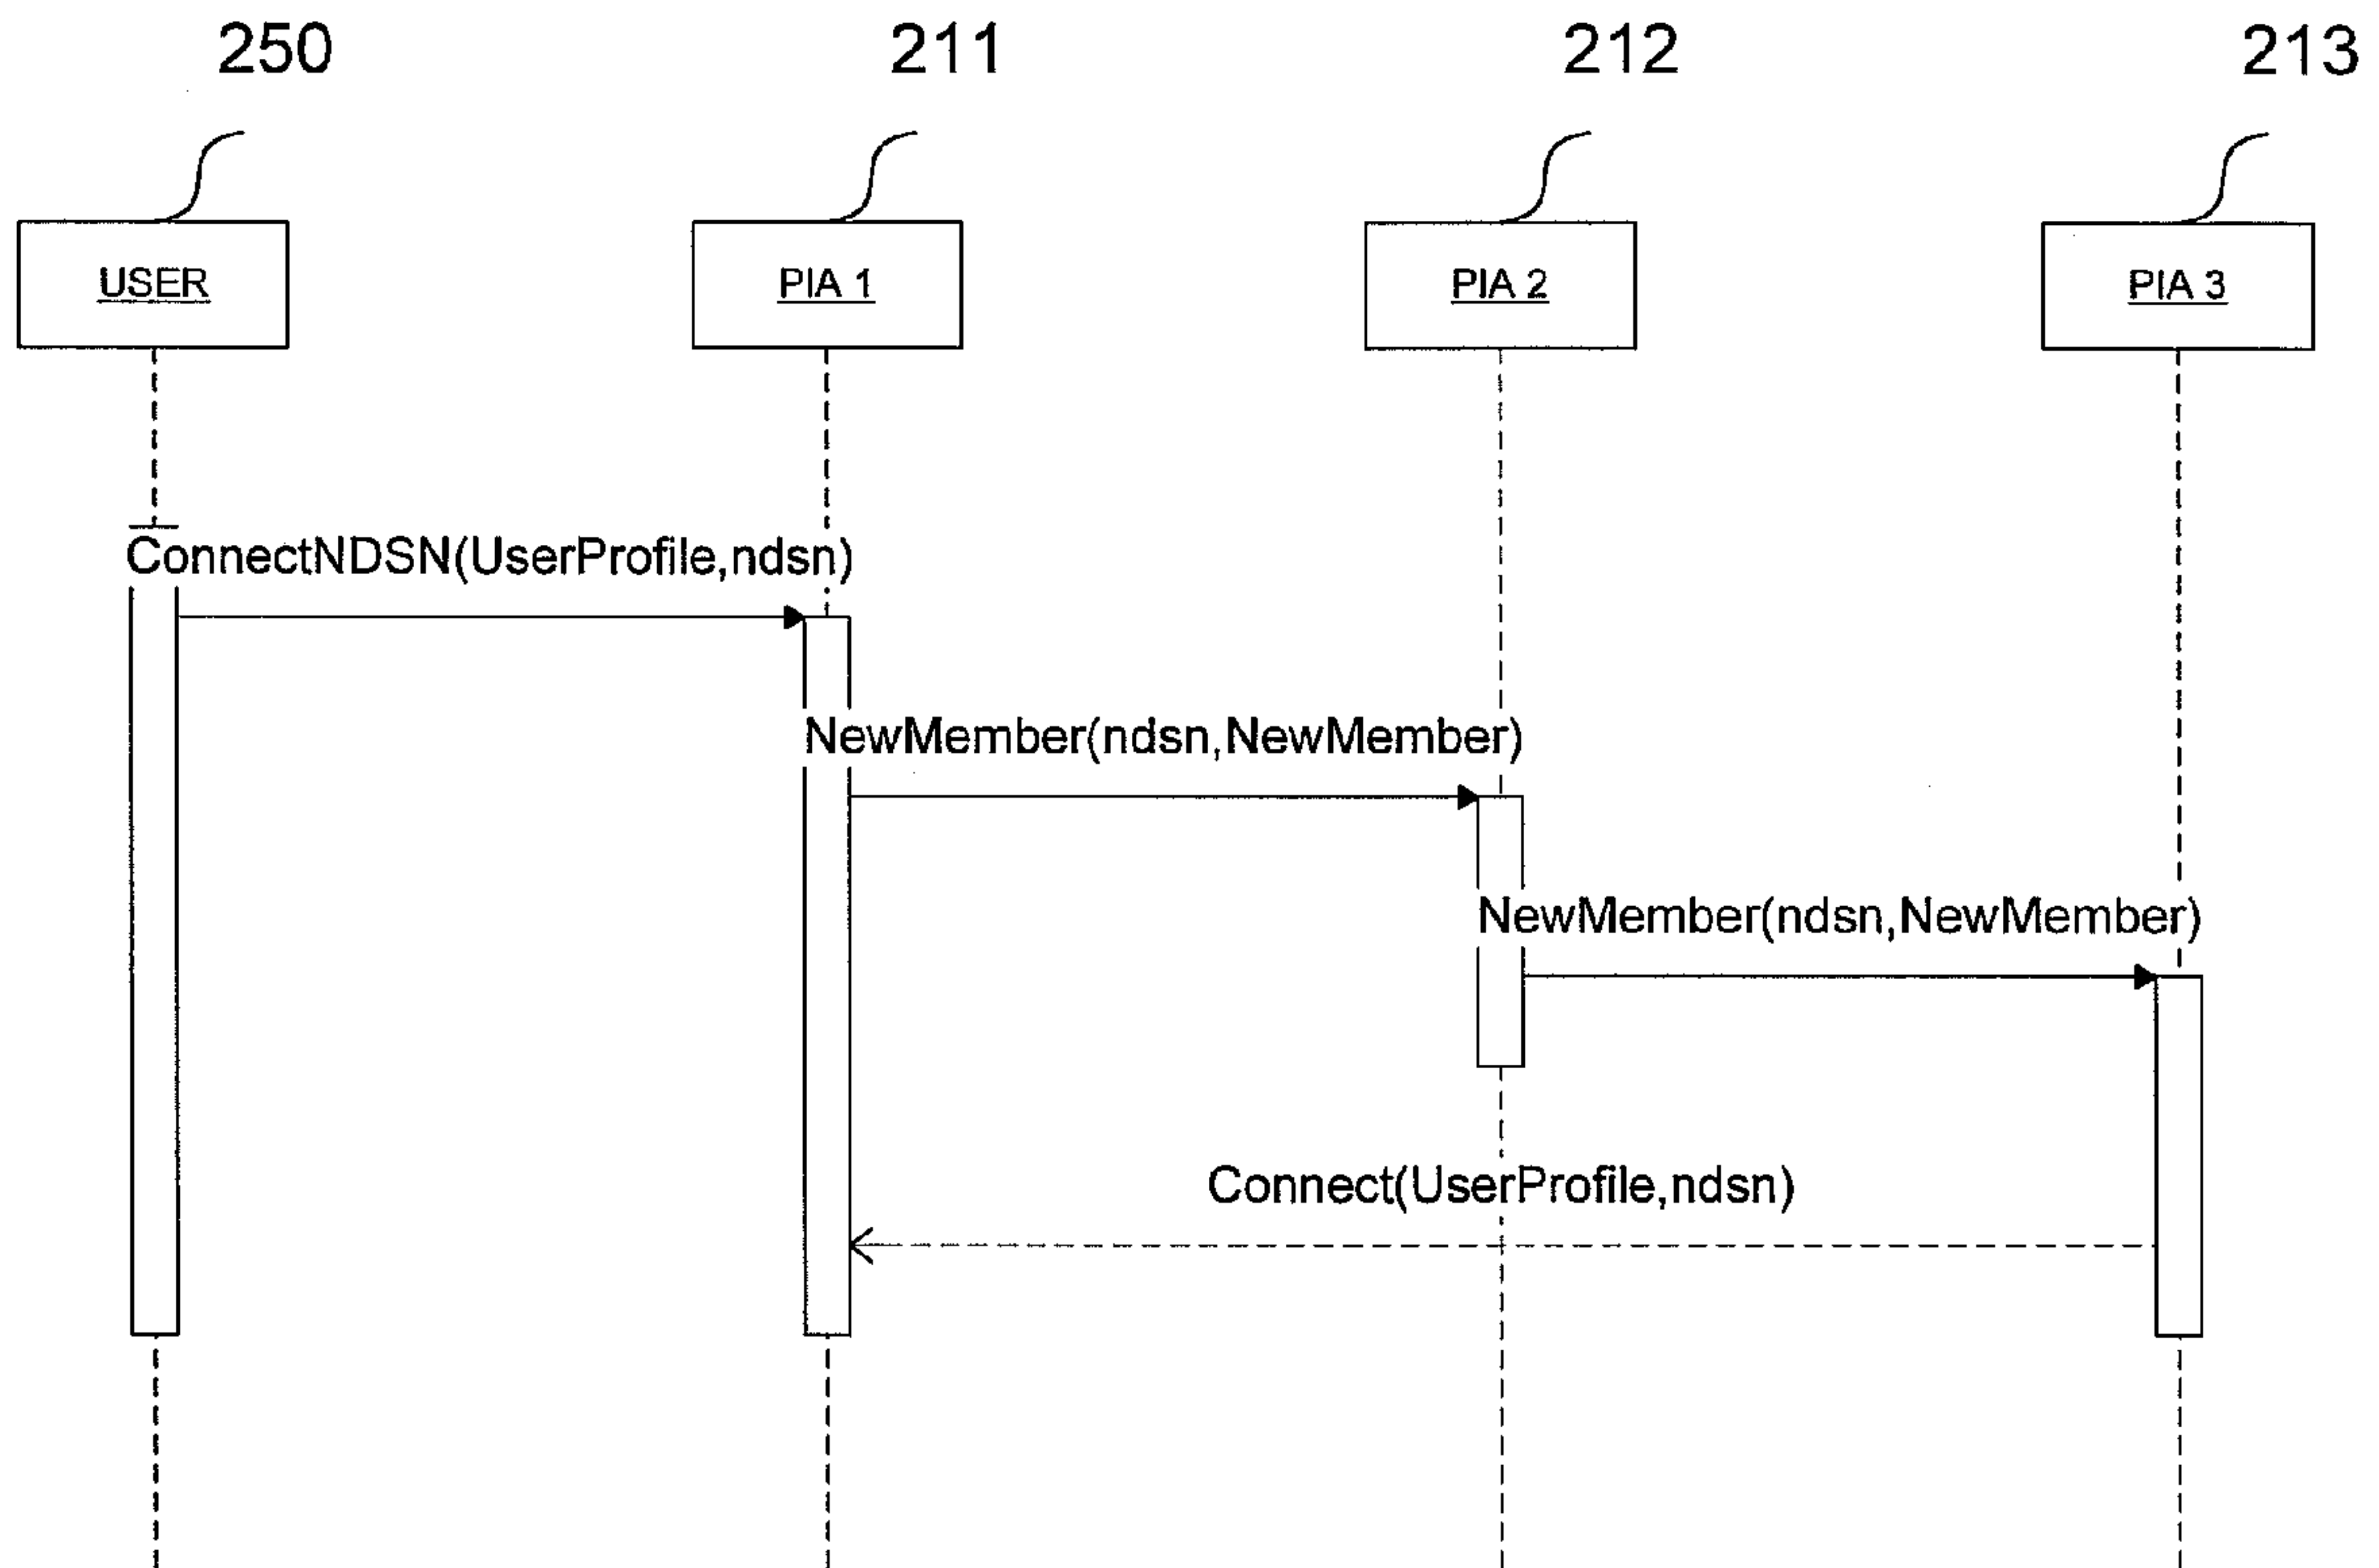 250
211
212
213
USER
PIA 1
PIA 2
PIA 3
ConnectNDSN(UserProfile,ndsn)
NewMember(ndsn,NewMember)
NewMember(ndsn,NewMember)
Connect(UserProfile,ndsn)